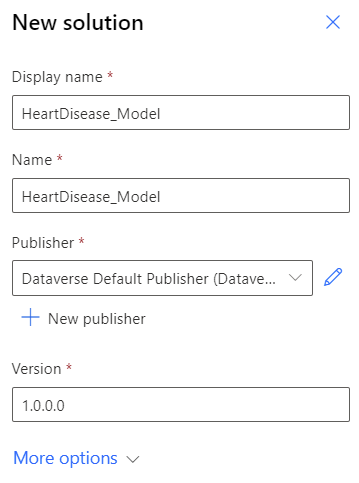 New solution
Display name *
HeartDisease_Model
Name *
HeartDisease_Model
Publisher *
Dataverse Default Publisher (Datave...
New publisher
Version *
1.0.0.0
More options